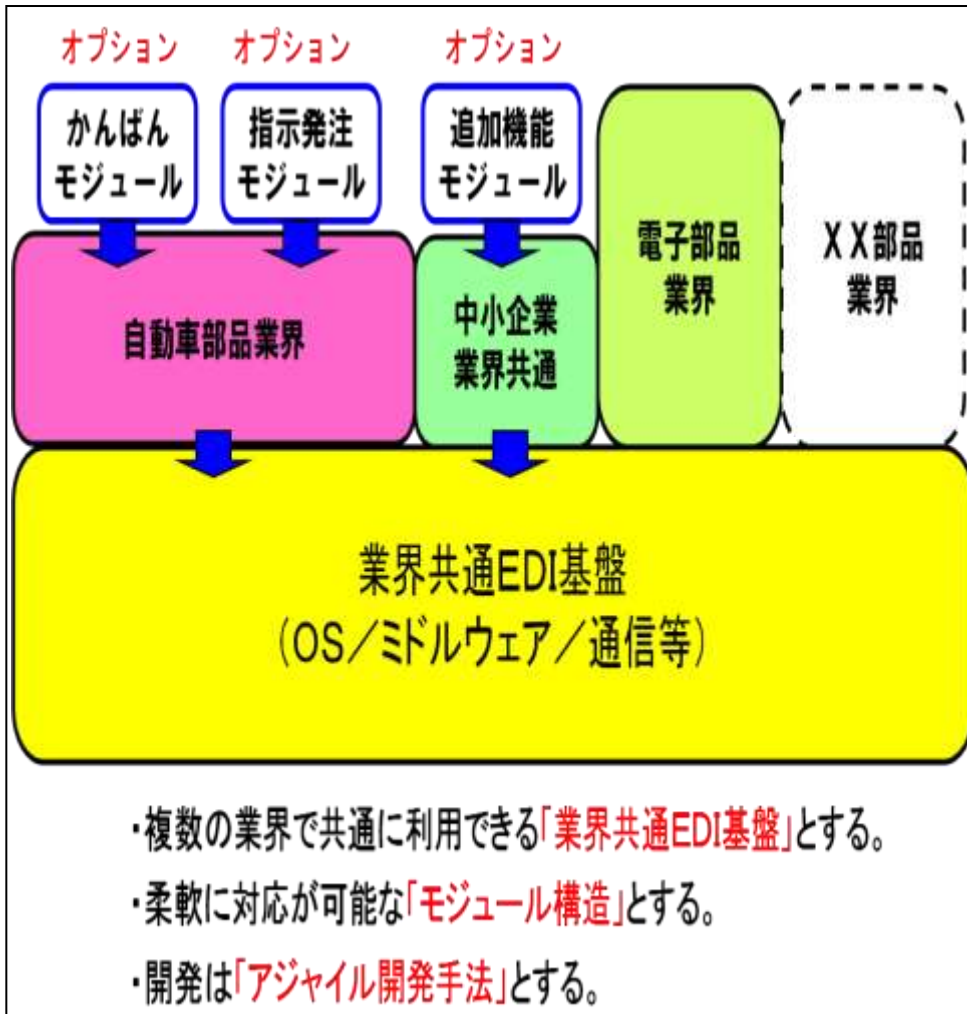 オプション
オプション
オプション
かんばん
モジュール
指示発注
モジュール
追加機能
モジュール
電子部品
業界
ＸＸ部品
業界
自動車部品業界
中小企業
業界共通
業界共通EDI基盤
（OS／ミドルウェア／通信等）
・複数の業界で共通に利用できる「業界共通EDI基盤」とする。
・柔軟に対応が可能な「モジュール構造」とする。
・開発は「アジャイル開発手法」とする。